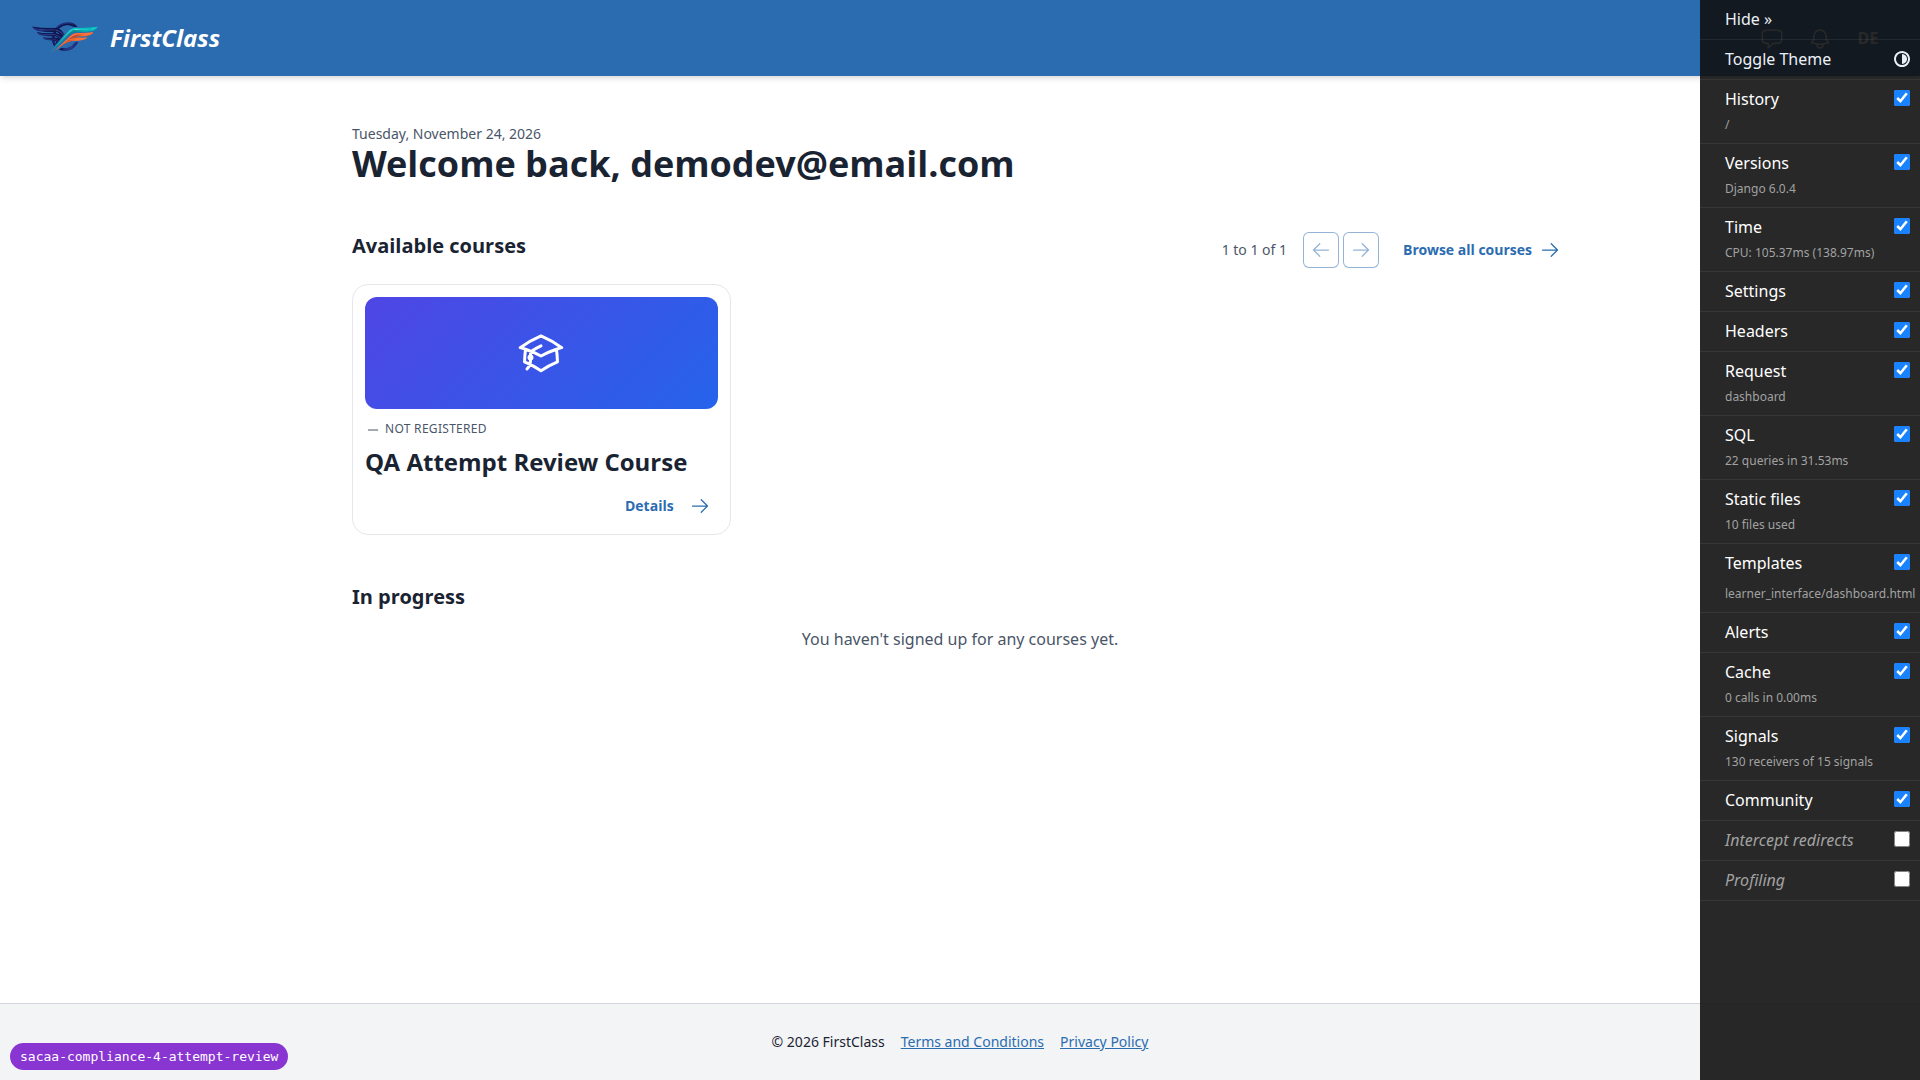 FirstClass
Tuesday, November 24, 2026
Welcome back, demodev@email.com
Available courses
1 to 1 of 1
Browse all courses
NOT REGISTERED
QA Attempt Review Course
Details
In progress
You haven't signed up for any courses yet.
© 2026 FirstClass Terms and Conditions Privacy Policy
sacaa-compliance-4-attempt-review
Hide »
DE
Toggle Theme
History
/
Versions
Django 6.0.4
Time
CPU: 105.37ms (138.97ms)
Settings
Headers
Request
dashboard
SQL
22 queries in 31.53ms
Static files
10 files used
Templates
learner_interface/dashboard.html
Alerts
Cache
0 calls in 0.00ms
Signals
130 receivers of 15 signals
Community
Intercept redirects
Profiling